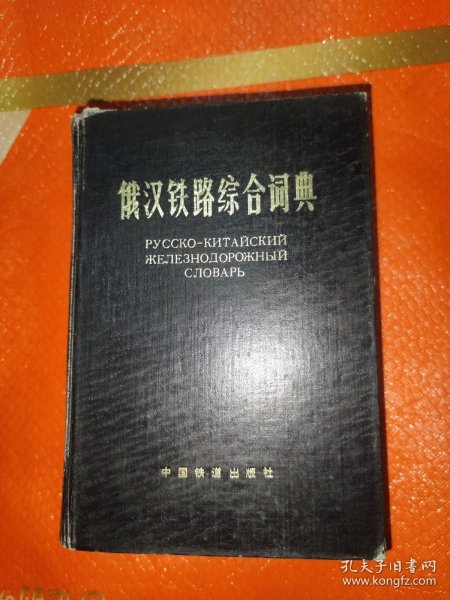 俄汉铁路综合词典
РУССКО-КИТАЙСКИЙ
ЖЕЛЕЗНОДОРОЖНЫЙ
СЛОВАРЬ
中国铁道出版社
孔夫子旧书网
www.kongfz.com